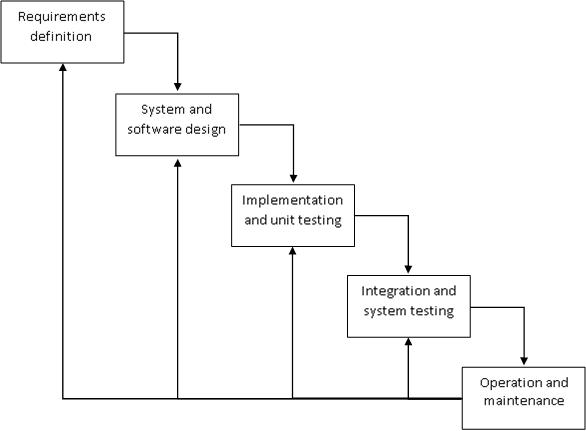 Requirements
definition
System and
software design
Implementation
and unit testing
Integration and
system testing
Operation and
maintenance